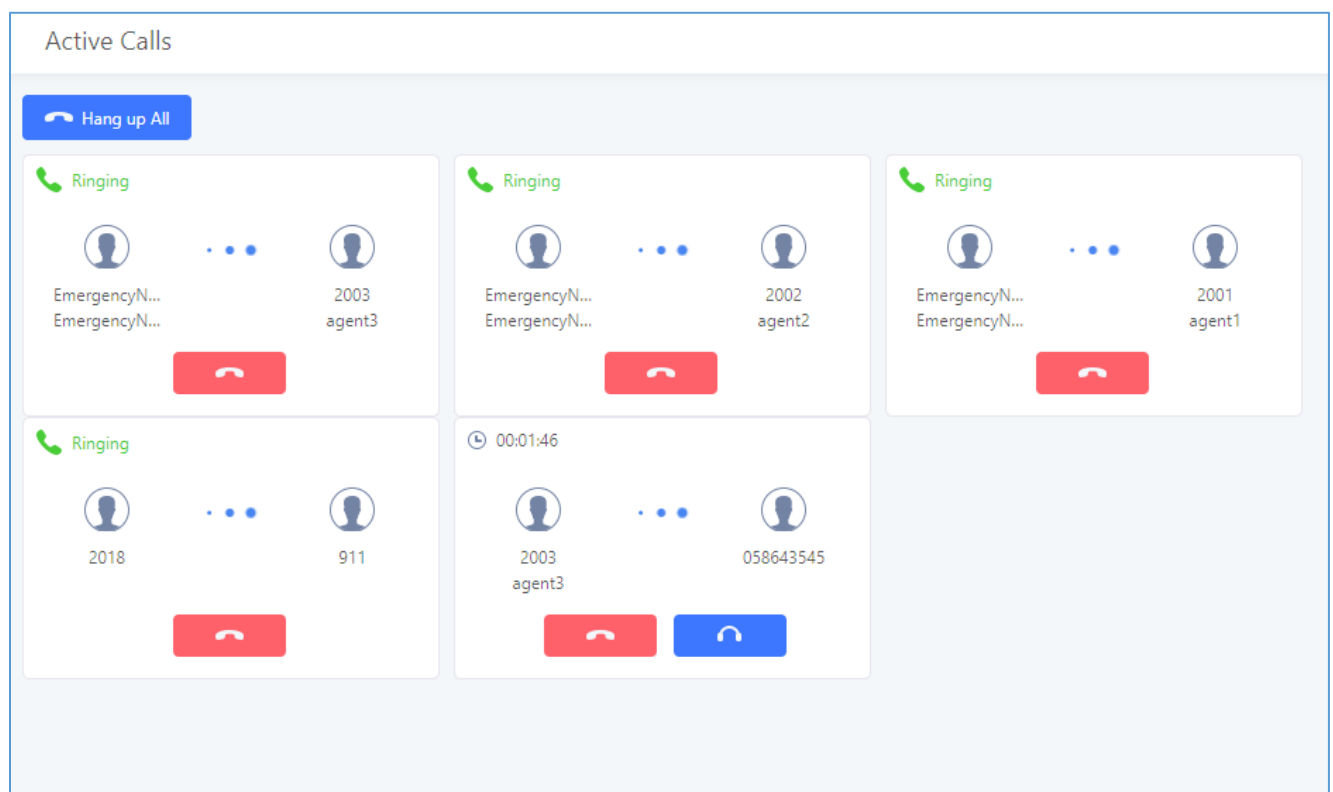 Active Calls
Hang up All
Ringing
EmergencyN... 2003
EmergencyN... agent3
Ringing
EmergencyN... 2002
EmergencyN... agent2
Ringing
EmergencyN... 2001
EmergencyN... agent1
Ringing
2018 911
00:01:46
2003 058643545
agent3